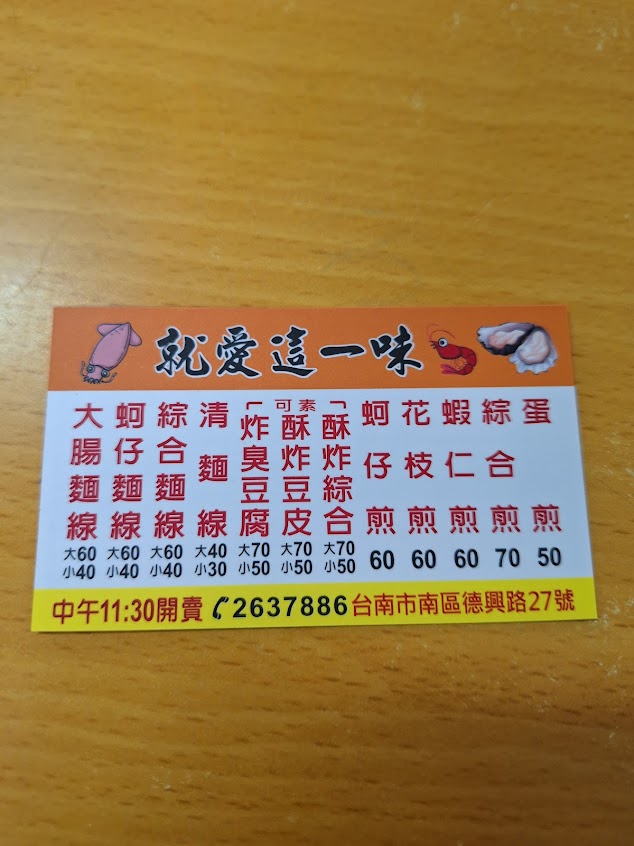 就愛這一味
大腸麵線 大60 小40
蚵仔麵線 大60 小40
綜合麵線 大60 小40
清麵線 大40 小30
「可素」
炸臭豆腐 大70 小50
酥炸豆皮 大70 小50
酥炸綜合 大70 小50
蚵仔煎 60
花枝煎 60
蝦仁煎 60
綜合煎 70
蛋煎 50
中午11:30開賣 2637886 台南市南區德興路27號